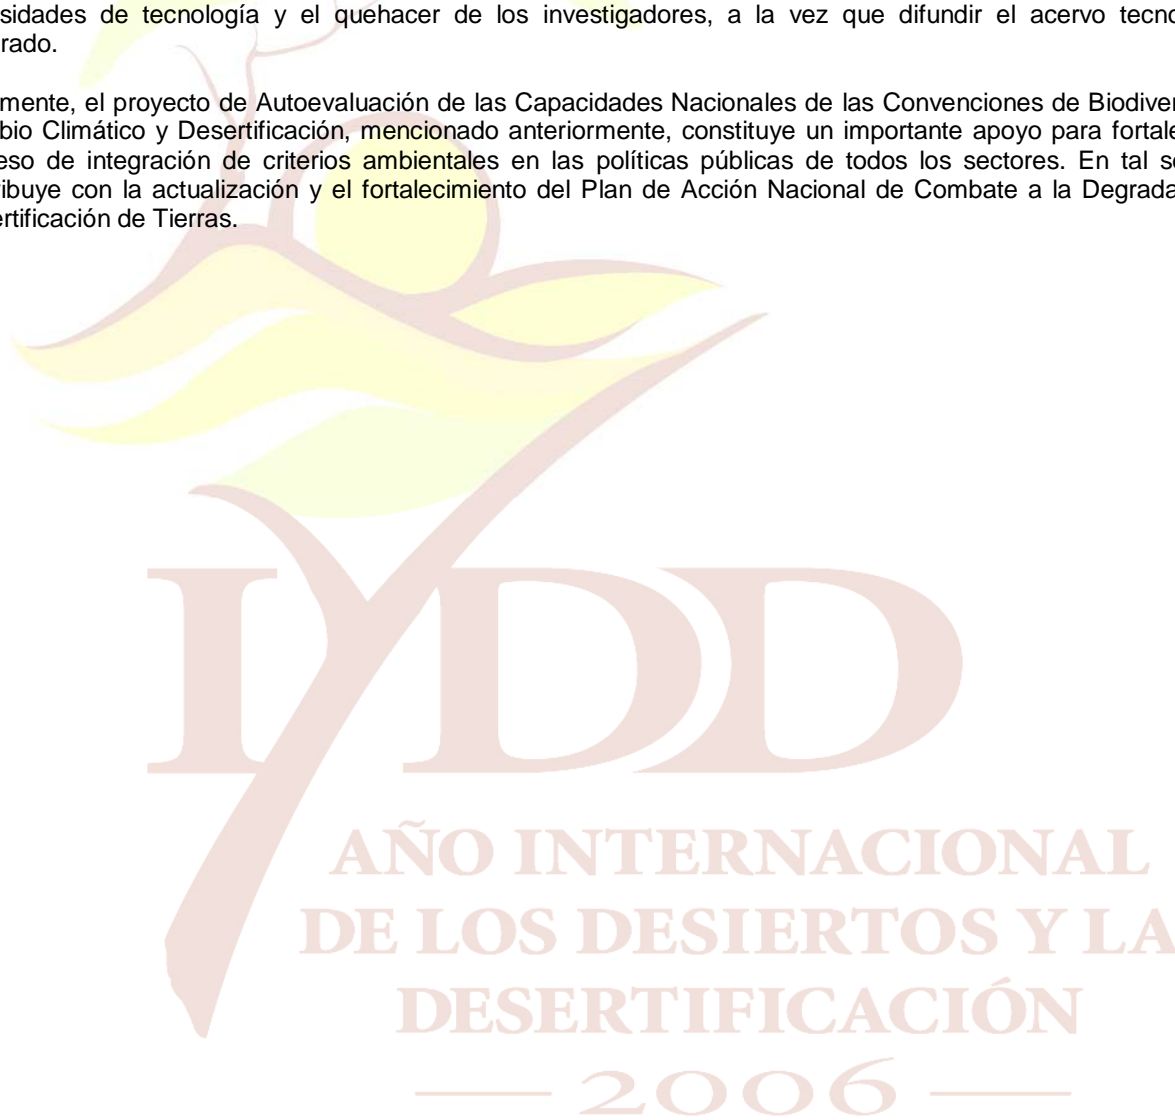 sidades de tecnología y el quehacer de los investigadores, a la vez que difundir el acervo tecno
rado.
mente, el proyecto de Autoevaluación de las Capacidades Nacionales de las Convenciones de Biodiver
bio Climático y Desertificación, mencionado anteriormente, constituye un importante apoyo para fortale
eso de integración de criterios ambientales en las políticas públicas de todos los sectores. En tal se
ribuye con la actualización y el fortalecimiento del Plan de Acción Nacional de Combate a la Degrada
ertificación de Tierras.
IYDD
AÑO INTERNACIONAL
DE LOS DESIERTOS Y LA
DESERTIFICACIÓN
— 2006 —